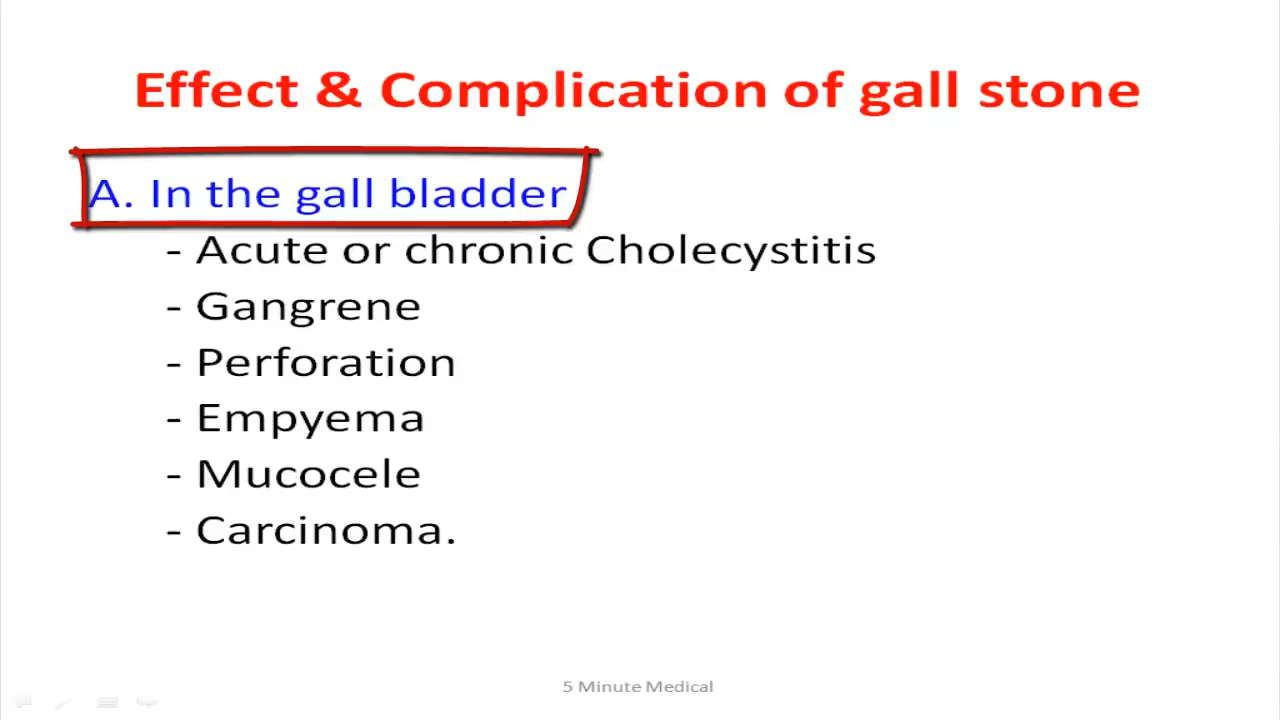 Effect & Complication of gall stone
A. In the gall bladder
- Acute or chronic Cholecystitis
- Gangrene
- Perforation
- Empyema
- Mucocele
- Carcinoma.
5 Minute Medical